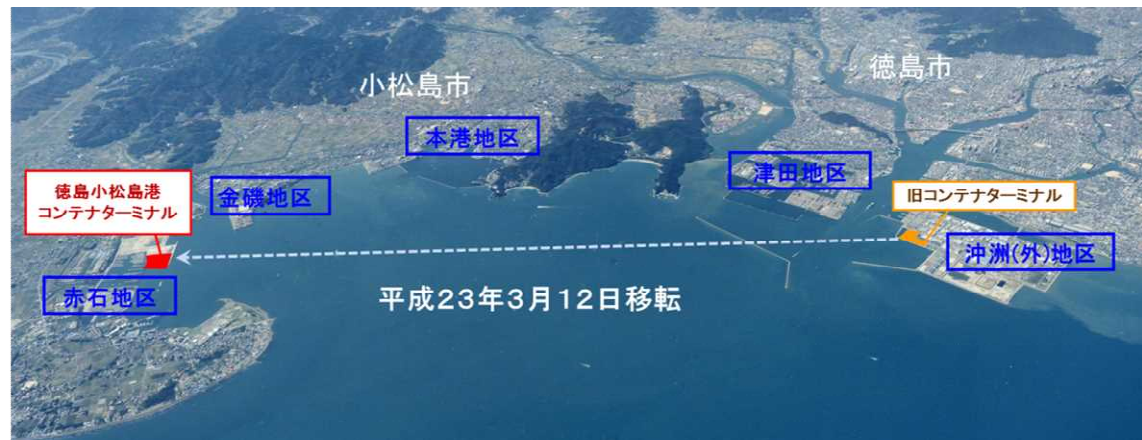 小松島市
徳島市
本港地区
津田地区
徳島小松島港
コンテナターミナル
金磯地区
旧コンテナターミナル
沖洲(外)地区
赤石地区
平成23年3月12日移転